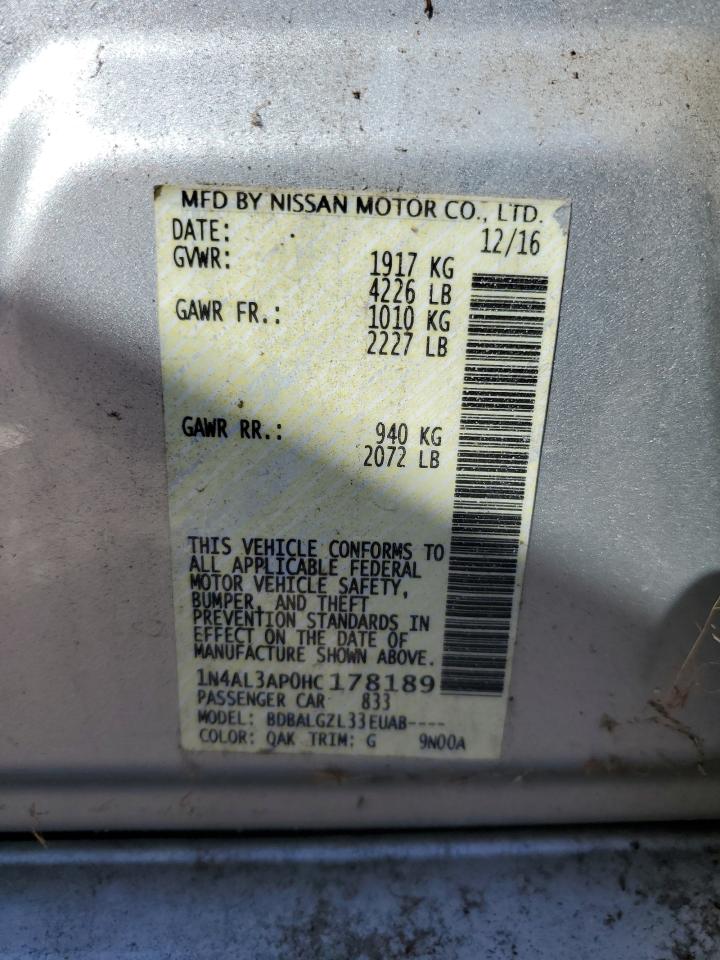 MFD BY NISSAN MOTOR CO., LTD.
DATE: 12/16
GVWR: 1917 KG
4226 LB
GAWR FR.: 1010 KG
2227 LB
GAWR RR.: 940 KG
2072 LB
THIS VEHICLE CONFORMS TO
ALL APPLICABLE FEDERAL
MOTOR VEHICLE SAFETY,
BUMPER, AND THEFT
PREVENTION STANDARDS IN
EFFECT ON THE DATE OF
MANUFACTURE SHOWN ABOVE.
1N4AL3AP0HC178189
PASSENGER CAR 833
MODEL: BDBALGZL33EUAB----
COLOR: QAK TRIM: G 9N00A